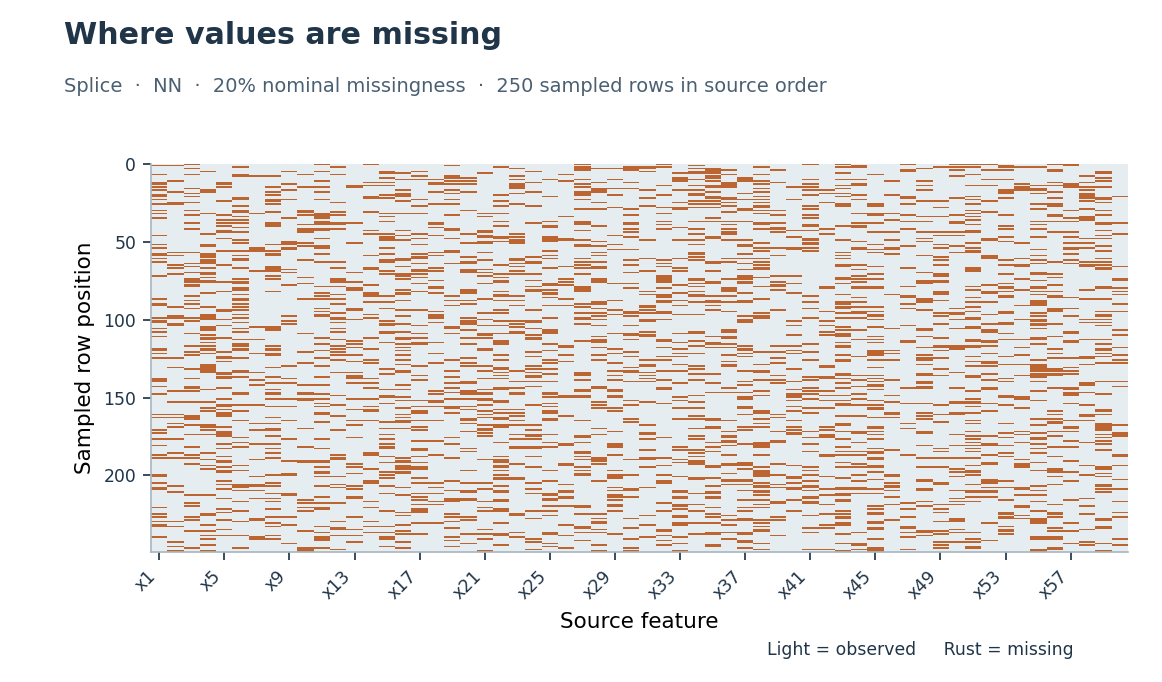 Where values are missing
Splice · NN · 20% nominal missingness · 250 sampled rows in source order
0
50
100
150
200
Sampled row position
x1 x5 x9 x13 x17 x21 x25 x29 x33 x37 x41 x45 x49 x53 x57
Source feature
Light = observed Rust = missing